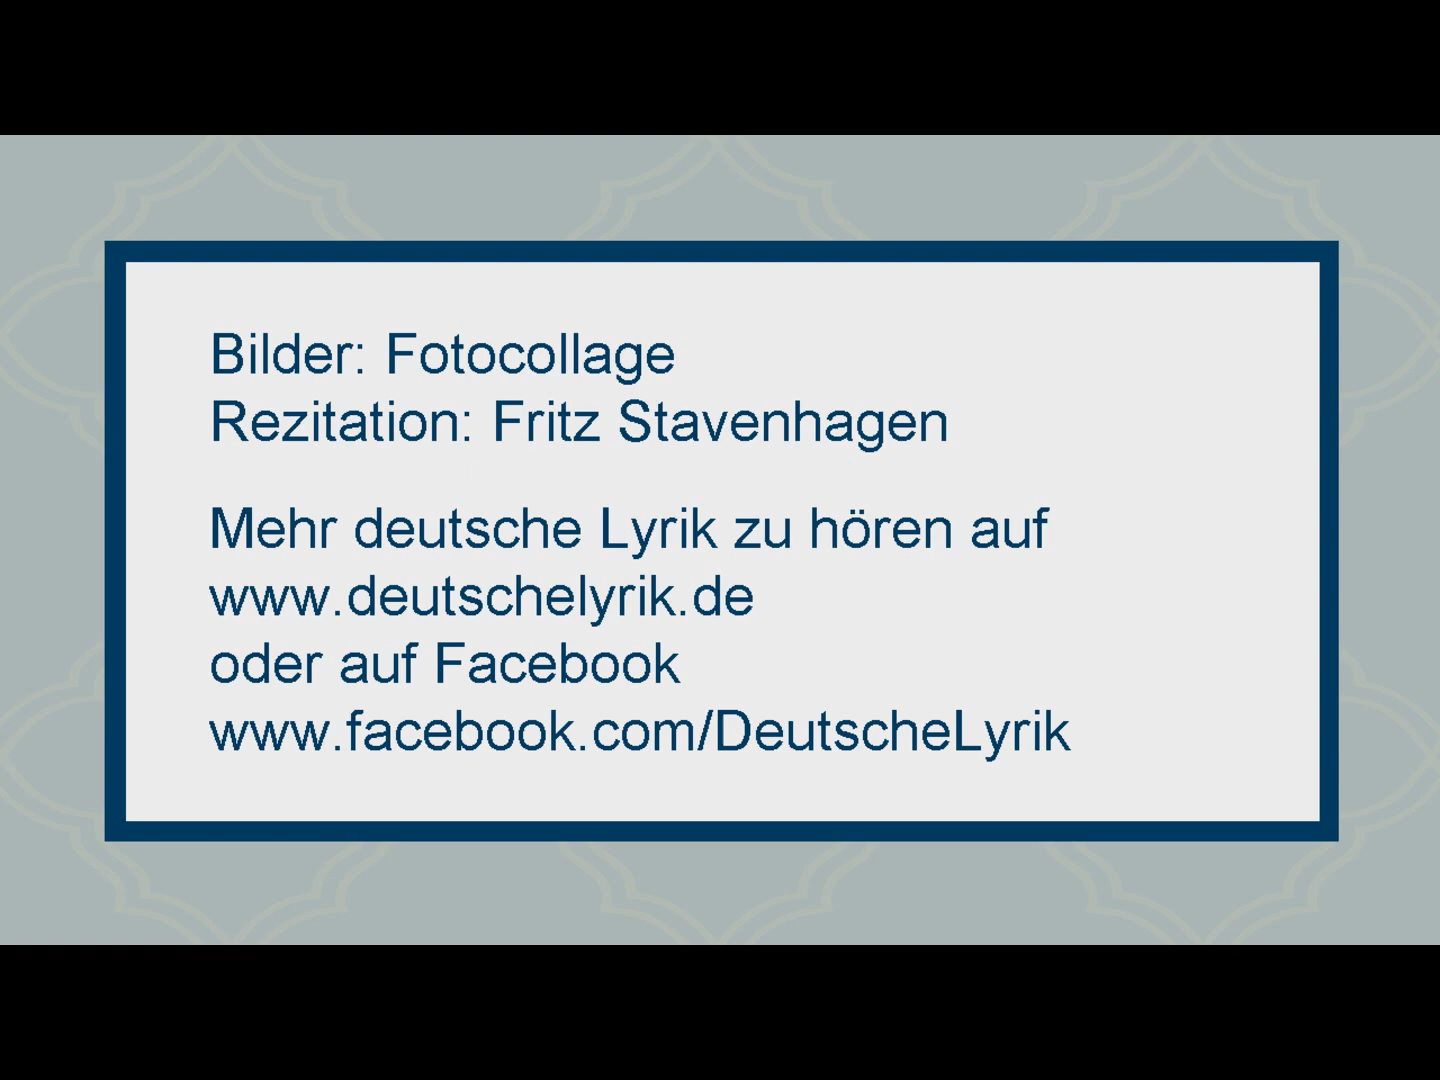 Bilder: Fotocollage
Rezitation: Fritz Stavenhagen
Mehr deutsche Lyrik zu hören auf
www.deutschelyrik.de
oder auf Facebook
www.facebook.com/DeutscheLyrik